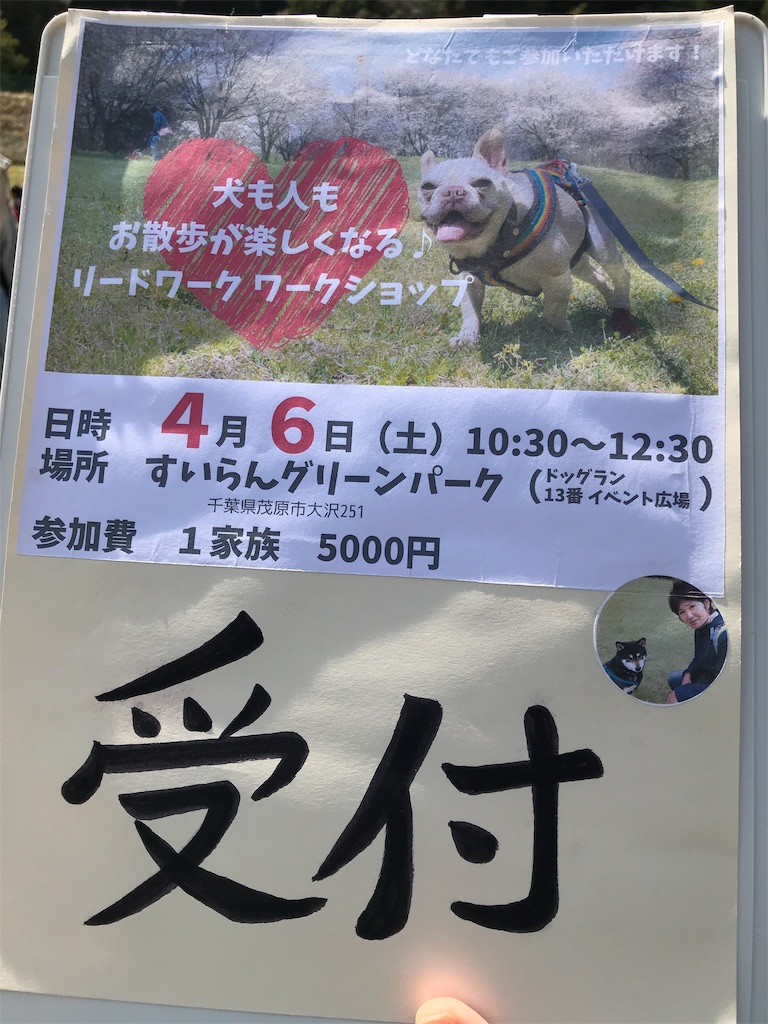 どなたでもご参加いただけます！
犬も人も
お散歩が楽しくなる♪
リードワーク ワークショップ
日時 4月6日（土）10:30～12:30
場所 すいらんグリーンパーク（ドッグラン
13番 イベント広場）
千葉県茂原市大沢251
参加費 1家族 5000円
受付